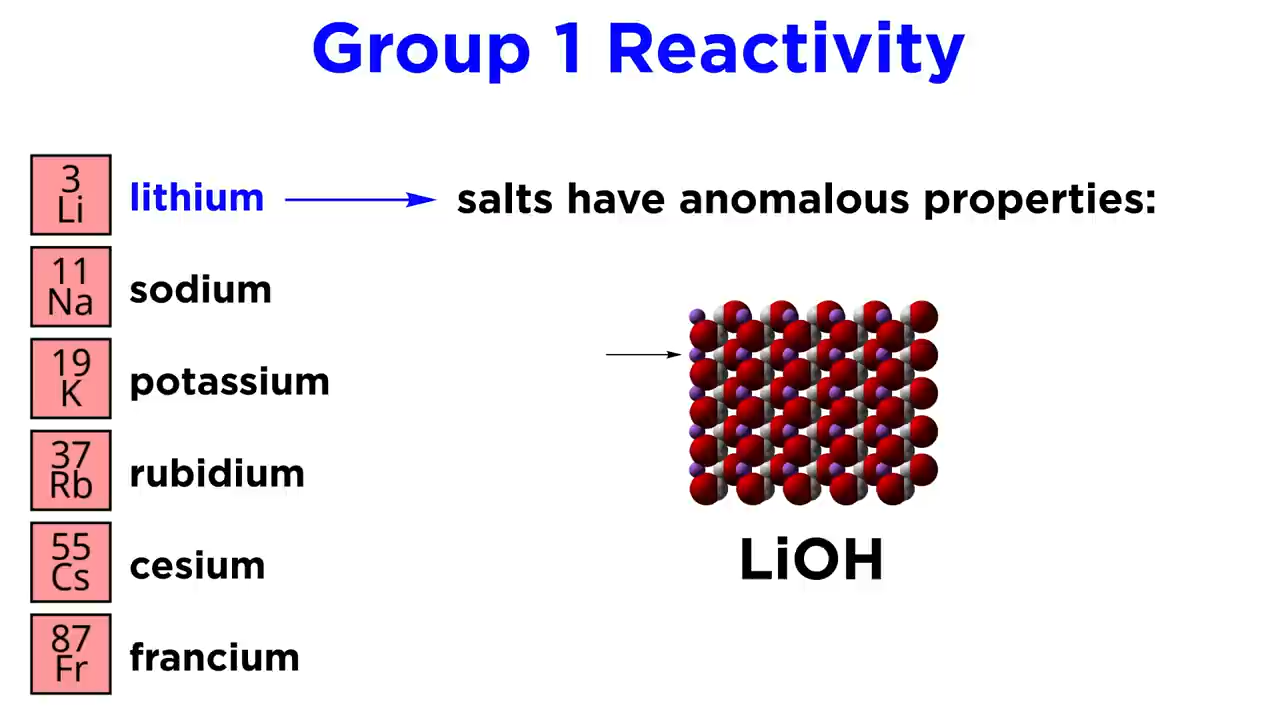 Group 1 Reactivity
3
Li
lithium
salts have anomalous properties:
11
Na
sodium
19
K
potassium
37
Rb
rubidium
55
Cs
cesium
87
Fr
francium
LiOH